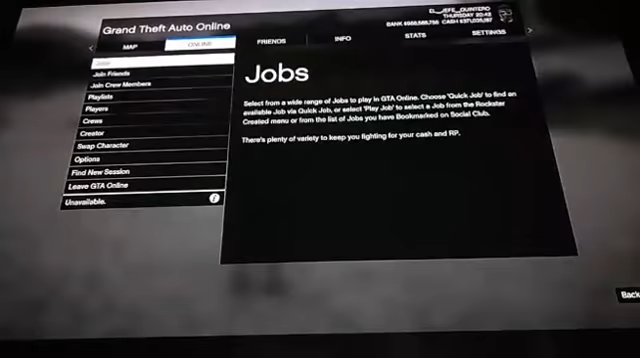 Grand Theft Auto Online
EL_JEFE_QUINTERO
THURSDAY 20:43
MAP
ONLINE
FRIENDS
INFO
STATS
SETTINGS
Jobs
Join Friends
Join Crew Members
Playlists
Players
Crews
Creator
Swap Character
Options
Find New Session
Leave GTA Online
Unavailable.
Jobs
Select from a wide range of Jobs to play in GTA Online. Choose 'Quick Job' to find an
available Job via Quick Job, or select 'Play Job' to select a Job from the Rockstar
Created menu or from the list of Jobs you have Bookmarked on Social Club.
There's plenty of variety to keep you fighting for your cash and RP.
Back